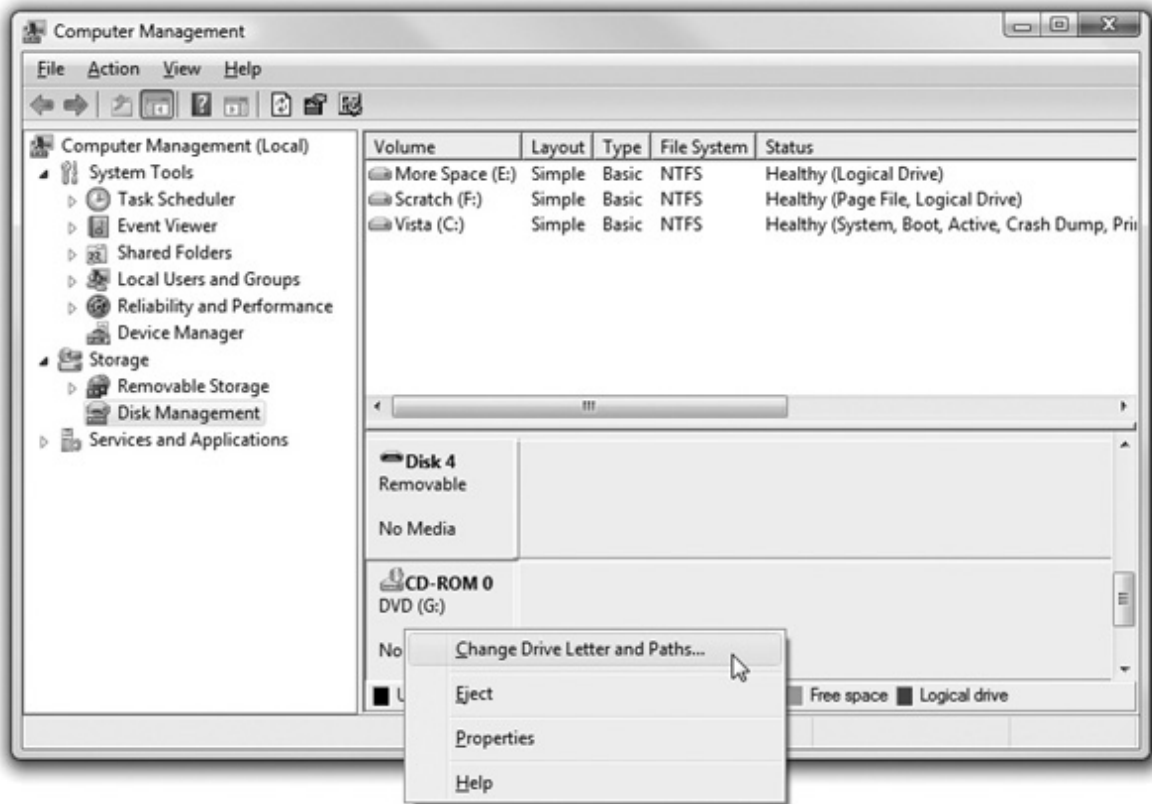 Computer Management
File Action View Help
Computer Management (Local)
System Tools
Task Scheduler
Event Viewer
Shared Folders
Local Users and Groups
Reliability and Performance
Device Manager
Storage
Removable Storage
Disk Management
Services and Applications
Volume Layout Type File System Status
More Space (E:) Simple Basic NTFS Healthy (Logical Drive)
Scratch (F:) Simple Basic NTFS Healthy (Page File, Logical Drive)
Vista (C:) Simple Basic NTFS Healthy (System, Boot, Active, Crash Dump, Pri
Disk 4
Removable
No Media
CD-ROM 0
DVD (G:)
No
Change Drive Letter and Paths...
Eject
Properties
Help
Free space Logical drive